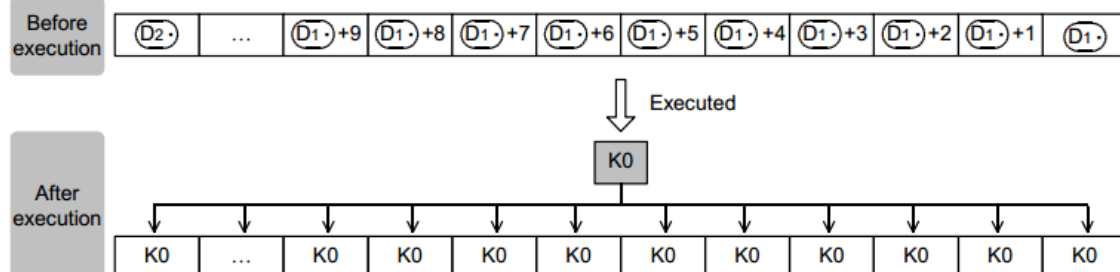 Before execution
D2· ... D1·+9 D1·+8 D1·+7 D1·+6 D1·+5 D1·+4 D1·+3 D1·+2 D1·+1 D1·
Executed
K0
After execution
K0 ... K0 K0 K0 K0 K0 K0 K0 K0 K0 K0